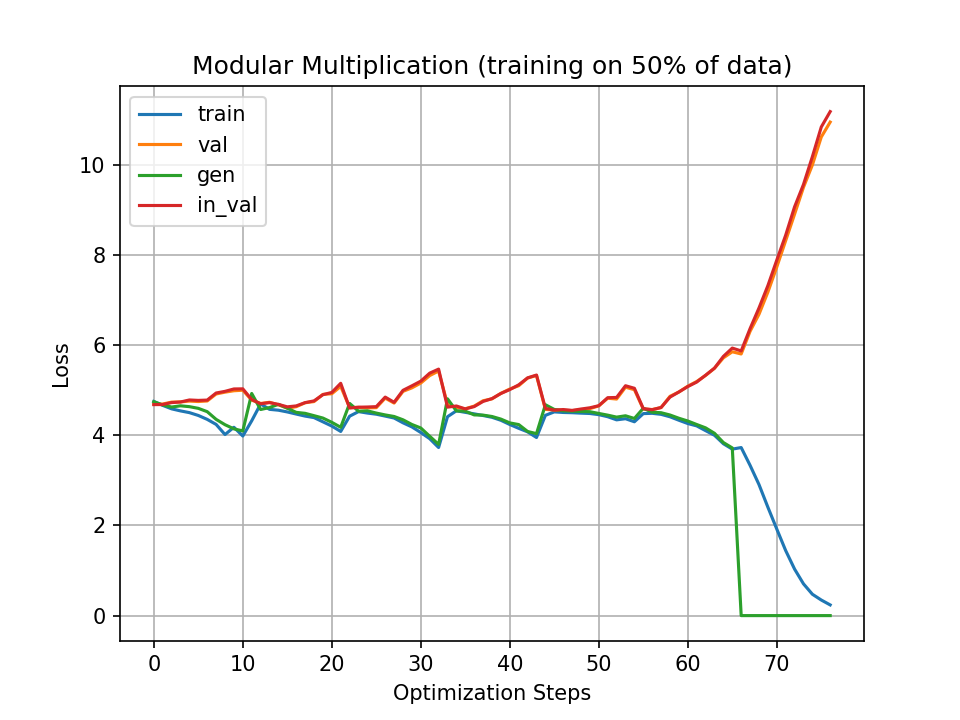 Modular Multiplication (training on 50% of data)
train
val
gen
in_val
Loss
10
8
6
4
2
0
0 10 20 30 40 50 60 70
Optimization Steps